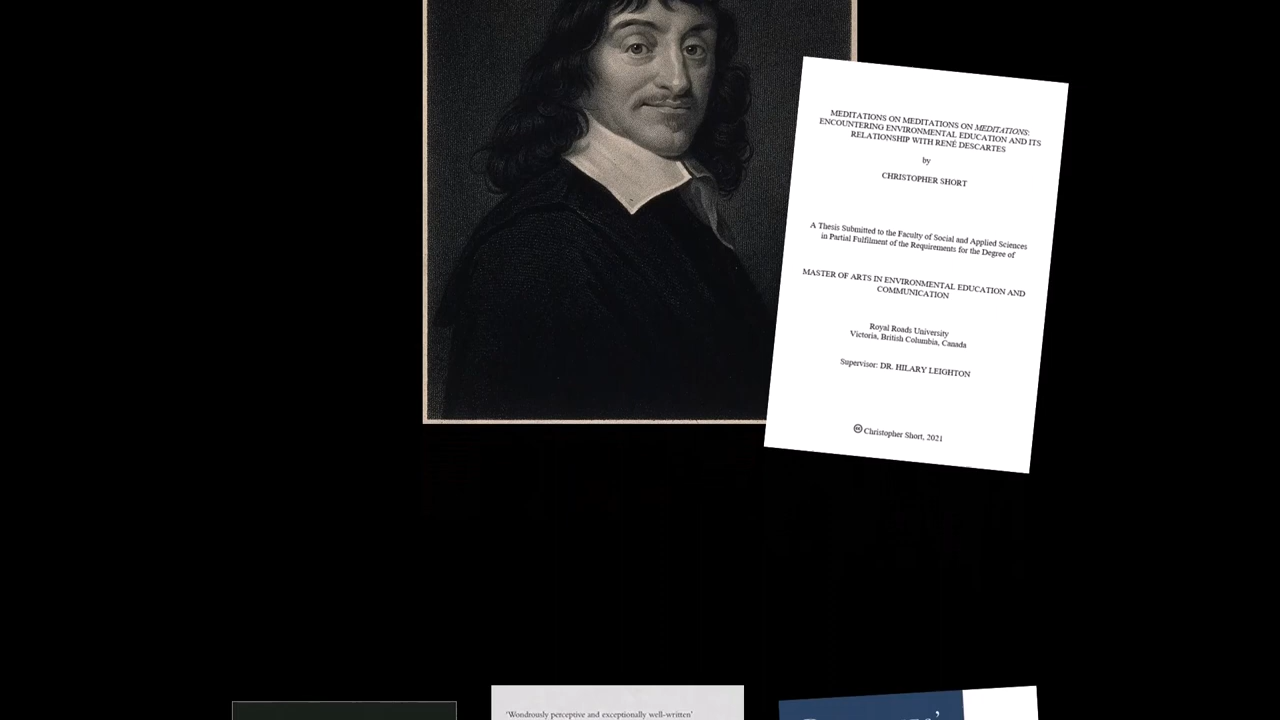 MEDITATIONS ON MEDITATIONS ON MEDITATIONS:
ENCOUNTERING ENVIRONMENTAL EDUCATION AND ITS
RELATIONSHIP WITH RENÉ DESCARTES
by
CHRISTOPHER SHORT
A Thesis Submitted to the Faculty of Social and Applied Sciences
in Partial Fulfilment of the Requirements for the Degree of
MASTER OF ARTS IN ENVIRONMENTAL EDUCATION AND
COMMUNICATION
Royal Roads University
Victoria, British Columbia, Canada
Supervisor: DR. HILARY LEIGHTON
Christopher Short, 2021
‘Wondrously perceptive and exceptionally well-written’